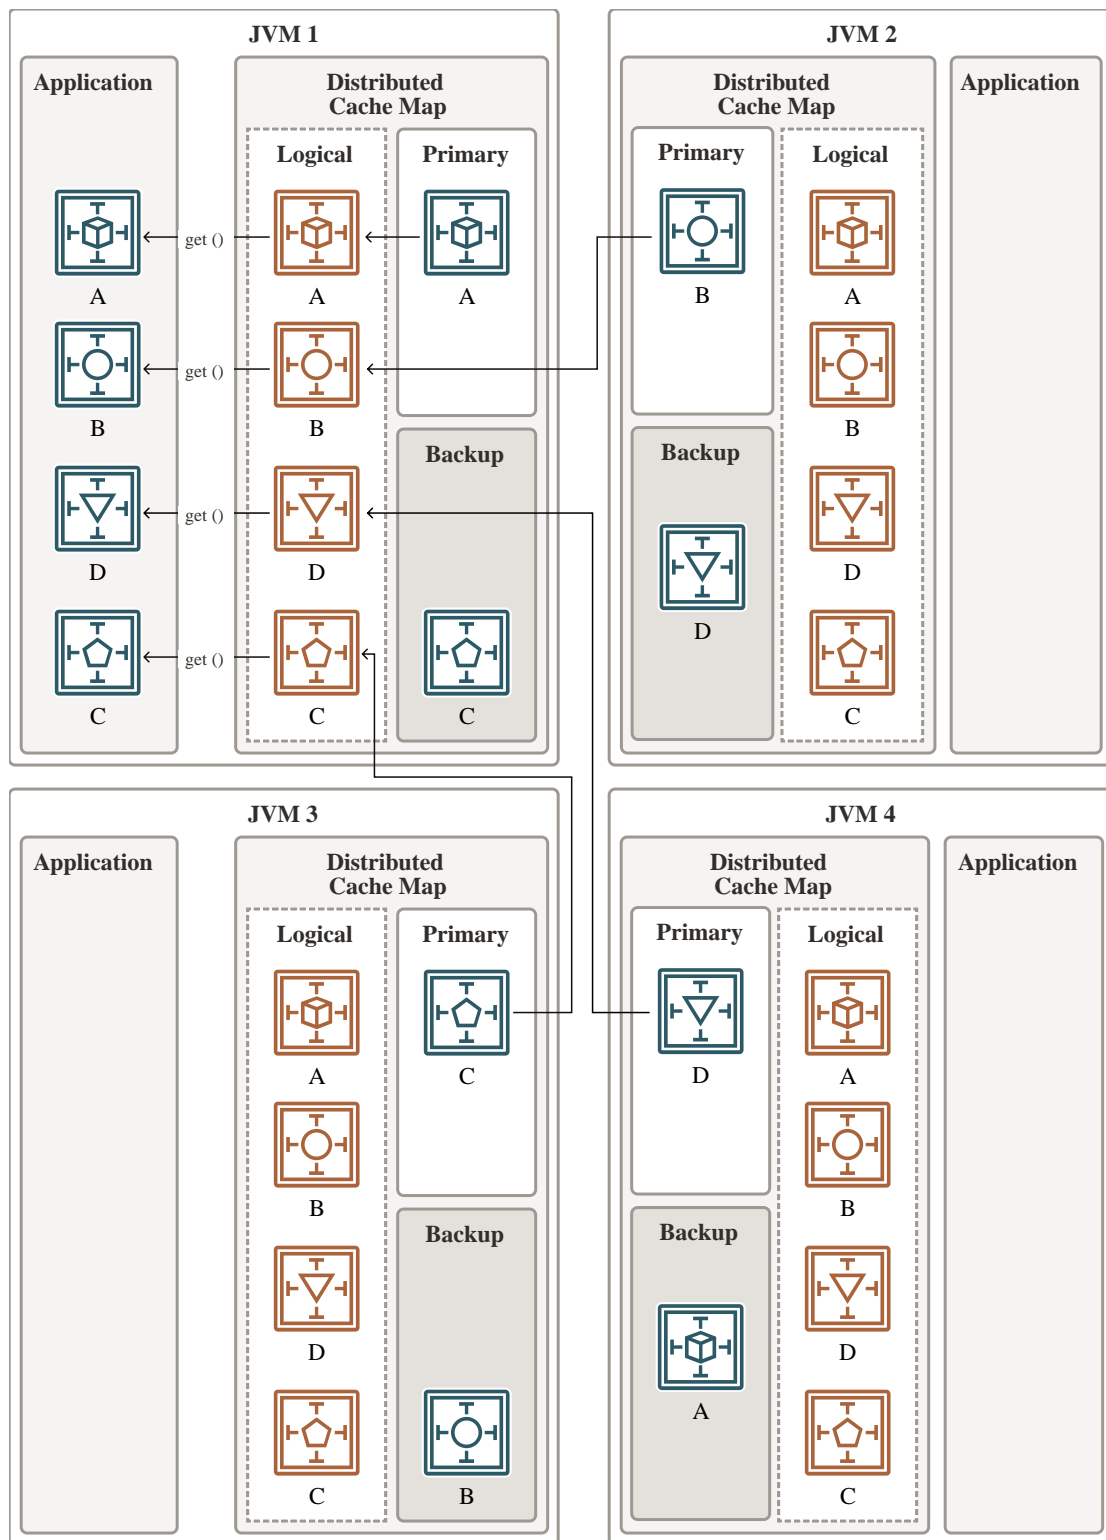 JVM 1
Application
Distributed
Cache Map
Logical
Primary
A
get ()
A
A
B
get ()
B
Backup
D
get ()
D
C
get ()
C
C
JVM 2
Distributed
Cache Map
Application
Primary
Logical
B
A
B
Backup
D
D
C
JVM 3
Application
Distributed
Cache Map
Logical
Primary
A
C
B
Backup
D
C
B
JVM 4
Distributed
Cache Map
Application
Primary
Logical
D
A
B
Backup
D
A
C